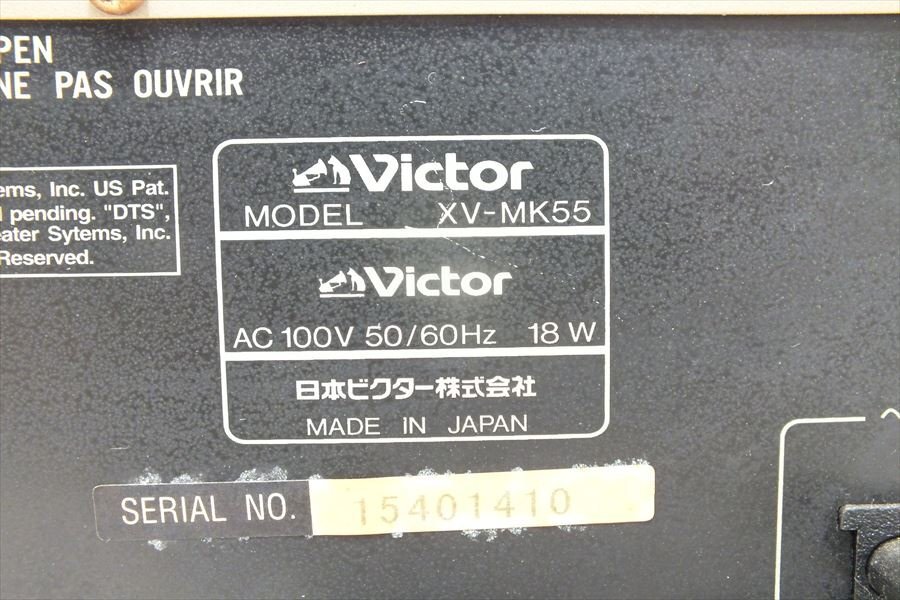 PEN
NE PAS OUVRIR
ems, Inc. US Pat.
pending. "DTS",
eater Sytems, Inc.
Reserved.
Victor
MODEL XV-MK55
Victor
AC 100V 50/60Hz 18 W
日本ビクター株式会社
MADE IN JAPAN
SERIAL NO. 15401410